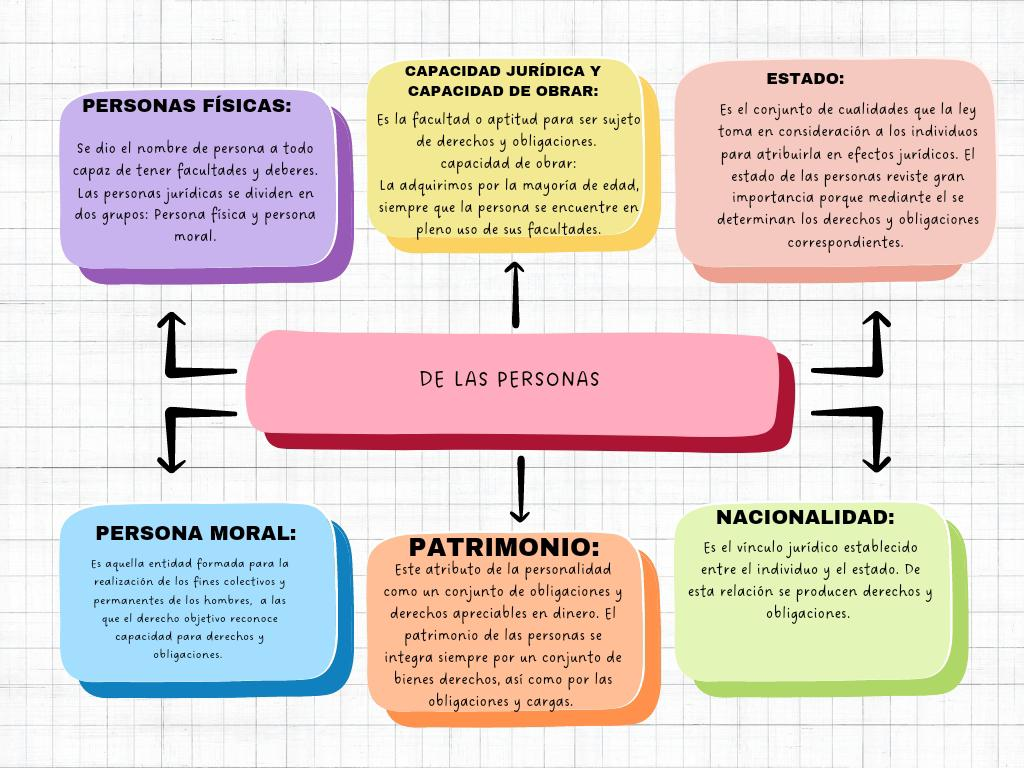 PERSONAS FÍSICAS:
Se dio el nombre de persona a todo
capaz de tener facultades y deberes.
Las personas jurídicas se dividen en
dos grupos: Persona física y persona
moral.
CAPACIDAD JURÍDICA Y
CAPACIDAD DE OBRAR:
Es la facultad o aptitud para ser sujeto
de derechos y obligaciones.
capacidad de obrar:
La adquirimos por la mayoría de edad,
siempre que la persona se encuentre en
pleno uso de sus facultades.
ESTADO:
Es el conjunto de cualidades que la ley
toma en consideración a los individuos
para atribuirla en efectos jurídicos. El
estado de las personas reviste gran
importancia porque mediante el se
determinan los derechos y obligaciones
correspondientes.
DE LAS PERSONAS
PERSONA MORAL:
Es aquella entidad formada para la
realización de los fines colectivos y
permanentes de los hombres, a las
que el derecho objetivo reconoce
capacidad para derechos y
obligaciones.
PATRIMONIO:
Este atributo de la personalidad
como un conjunto de obligaciones y
derechos apreciables en dinero. El
patrimonio de las personas se
integra siempre por un conjunto de
bienes derechos, así como por las
obligaciones y cargas.
NACIONALIDAD:
Es el vínculo jurídico establecido
entre el individuo y el estado. De
esta relación se producen derechos y
obligaciones.